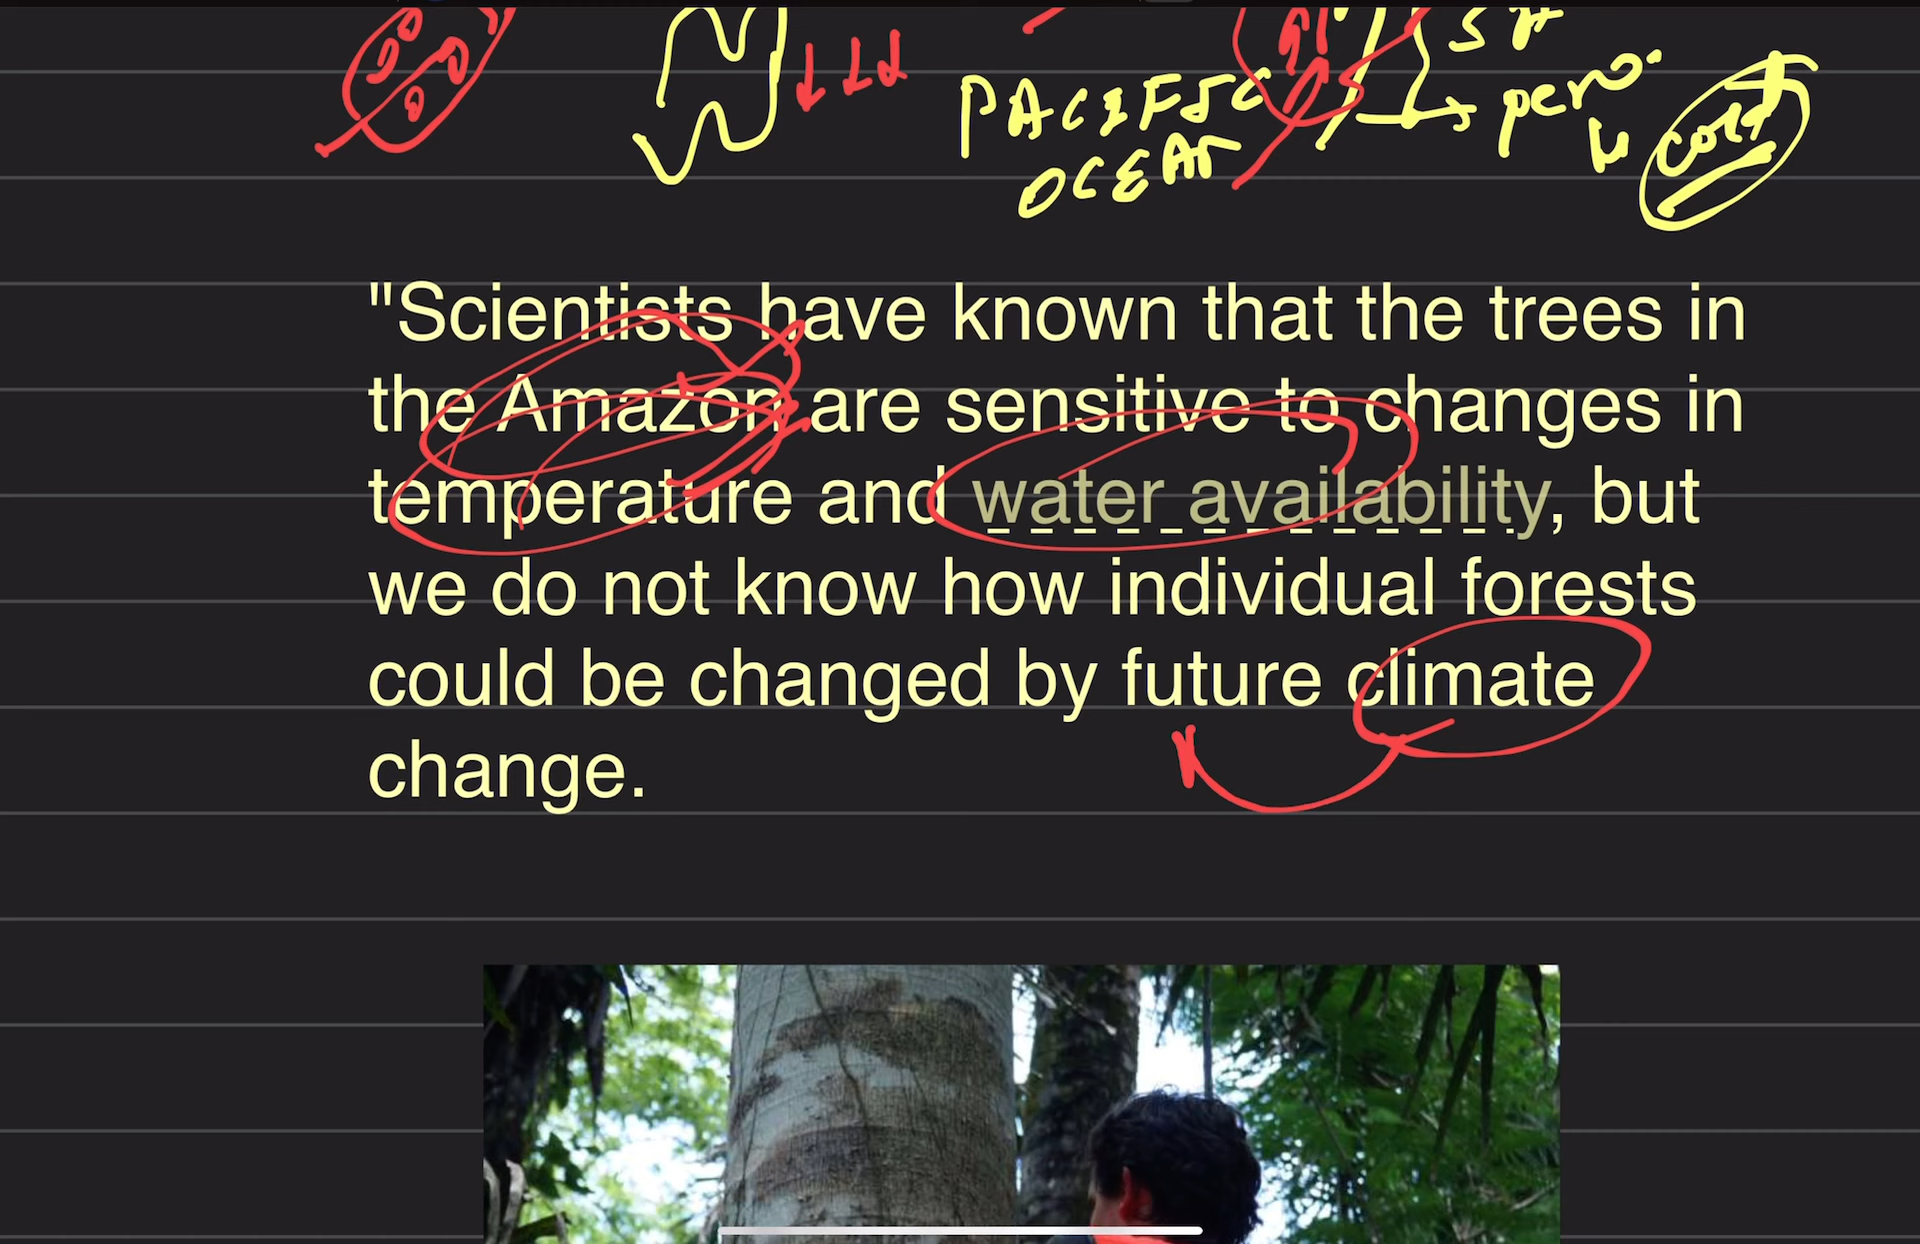 PACIFIC
OCEAN
cold
"Scientists have known that the trees in
the Amazon are sensitive to changes in
temperature and water availability, but
we do not know how individual forests
could be changed by future climate
change.